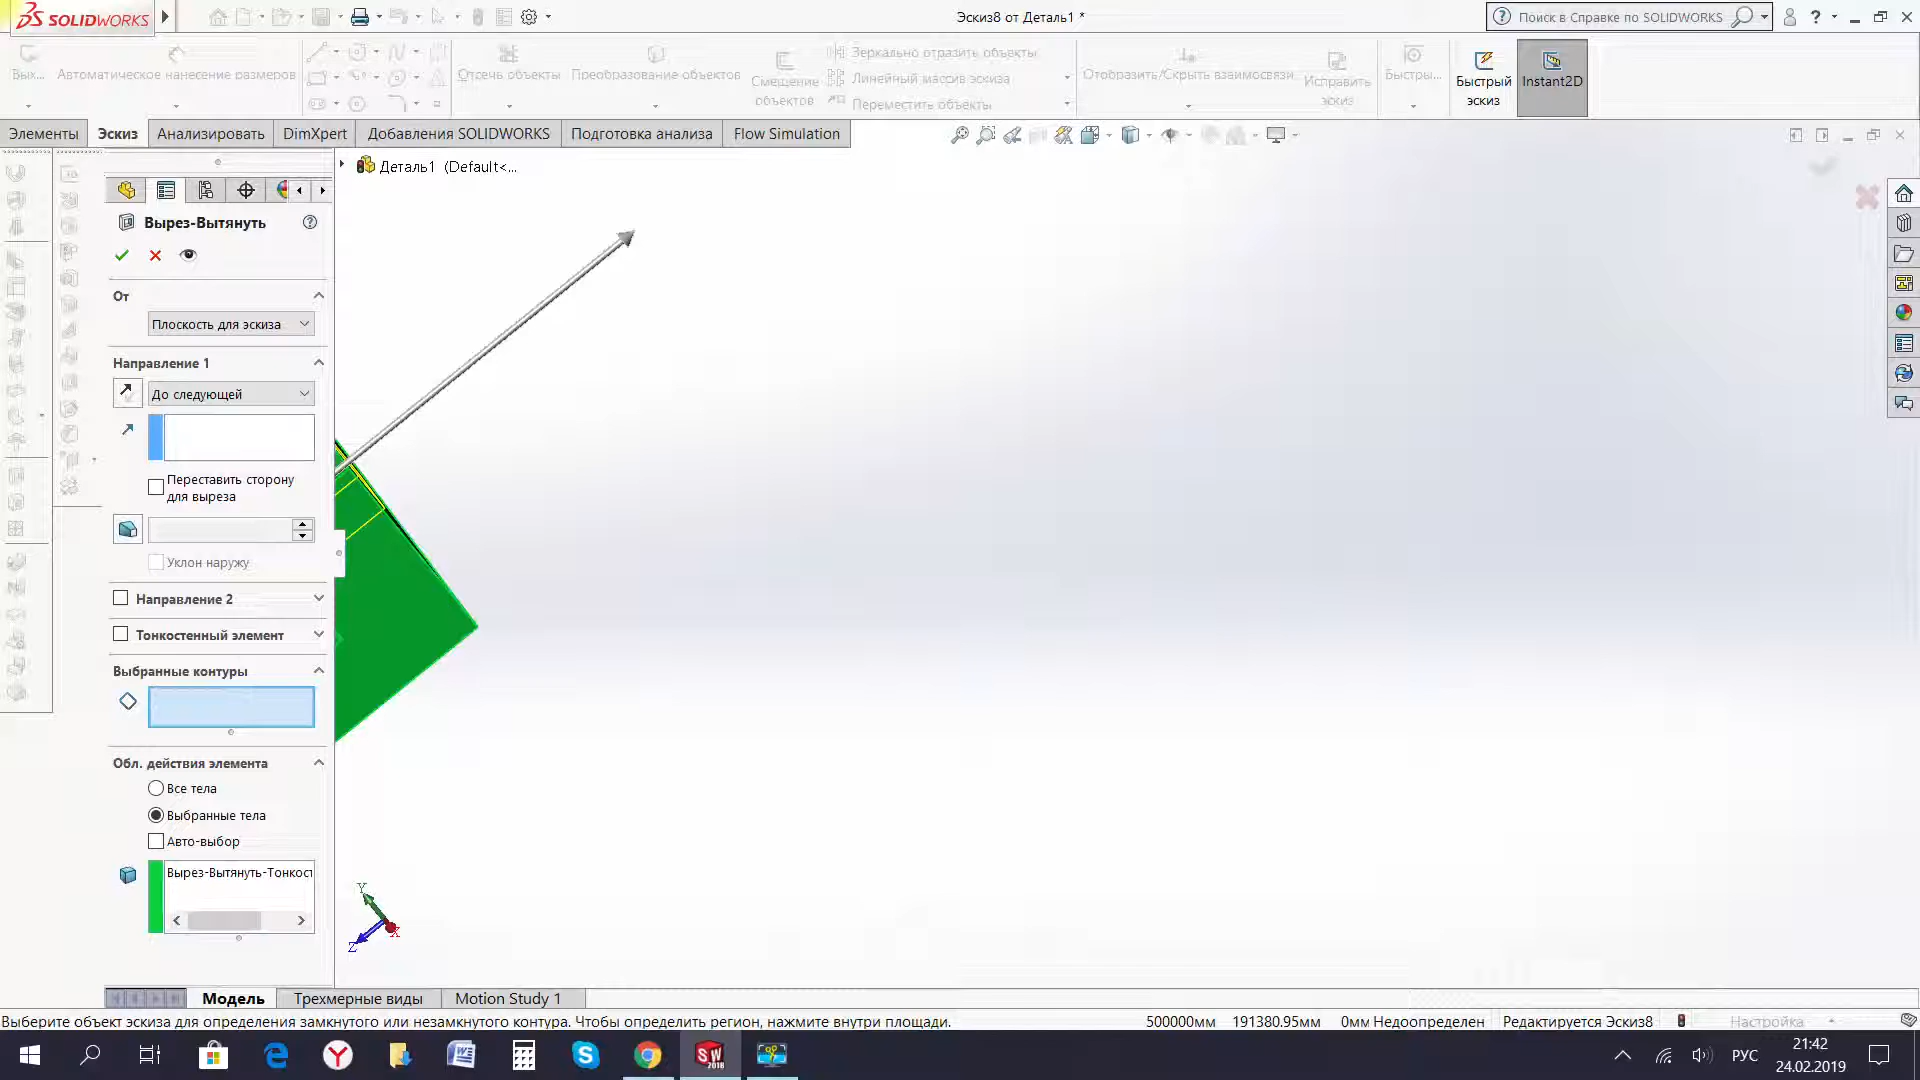 SOLIDWORKS
Эскиз8 от Деталь1 *
Поиск в Справке по SOLIDWORKS
Вых...
Автоматическое нанесение размеров
Отсечь объекты
Преобразование объектов
Смещение объектов
Зеркально отразить объекты
Линейный массив эскиза
Переместить объекты
Отобразить/Скрыть взаимосвязи
Исправить эскиз
Быстры...
Быстрый эскиз
Instant2D
Элементы
Эскиз
Анализировать
DimXpert
Добавления SOLIDWORKS
Подготовка анализа
Flow Simulation
Деталь1 (Default<...
Вырез-Вытянуть
От
Плоскость для эскиза
Направление 1
До следующей
Переставить сторону
для выреза
Уклон наружу
Направление 2
Тонкостенный элемент
Выбранные контуры
Обл. действия элемента
Все тела
Выбранные тела
Авто-выбор
Вырез-Вытянуть-Тонкост
Y
Z
X
Модель
Трехмерные виды
Motion Study 1
Выберите объект эскиза для определения замкнутого или незамкнутого контура. Чтобы определить регион, нажмите внутри площади.
500000мм
191380.95мм
0мм Недоопределен
Редактируется Эскиз8
Настройка
SW
2018
РУС
21:42
24.02.2019